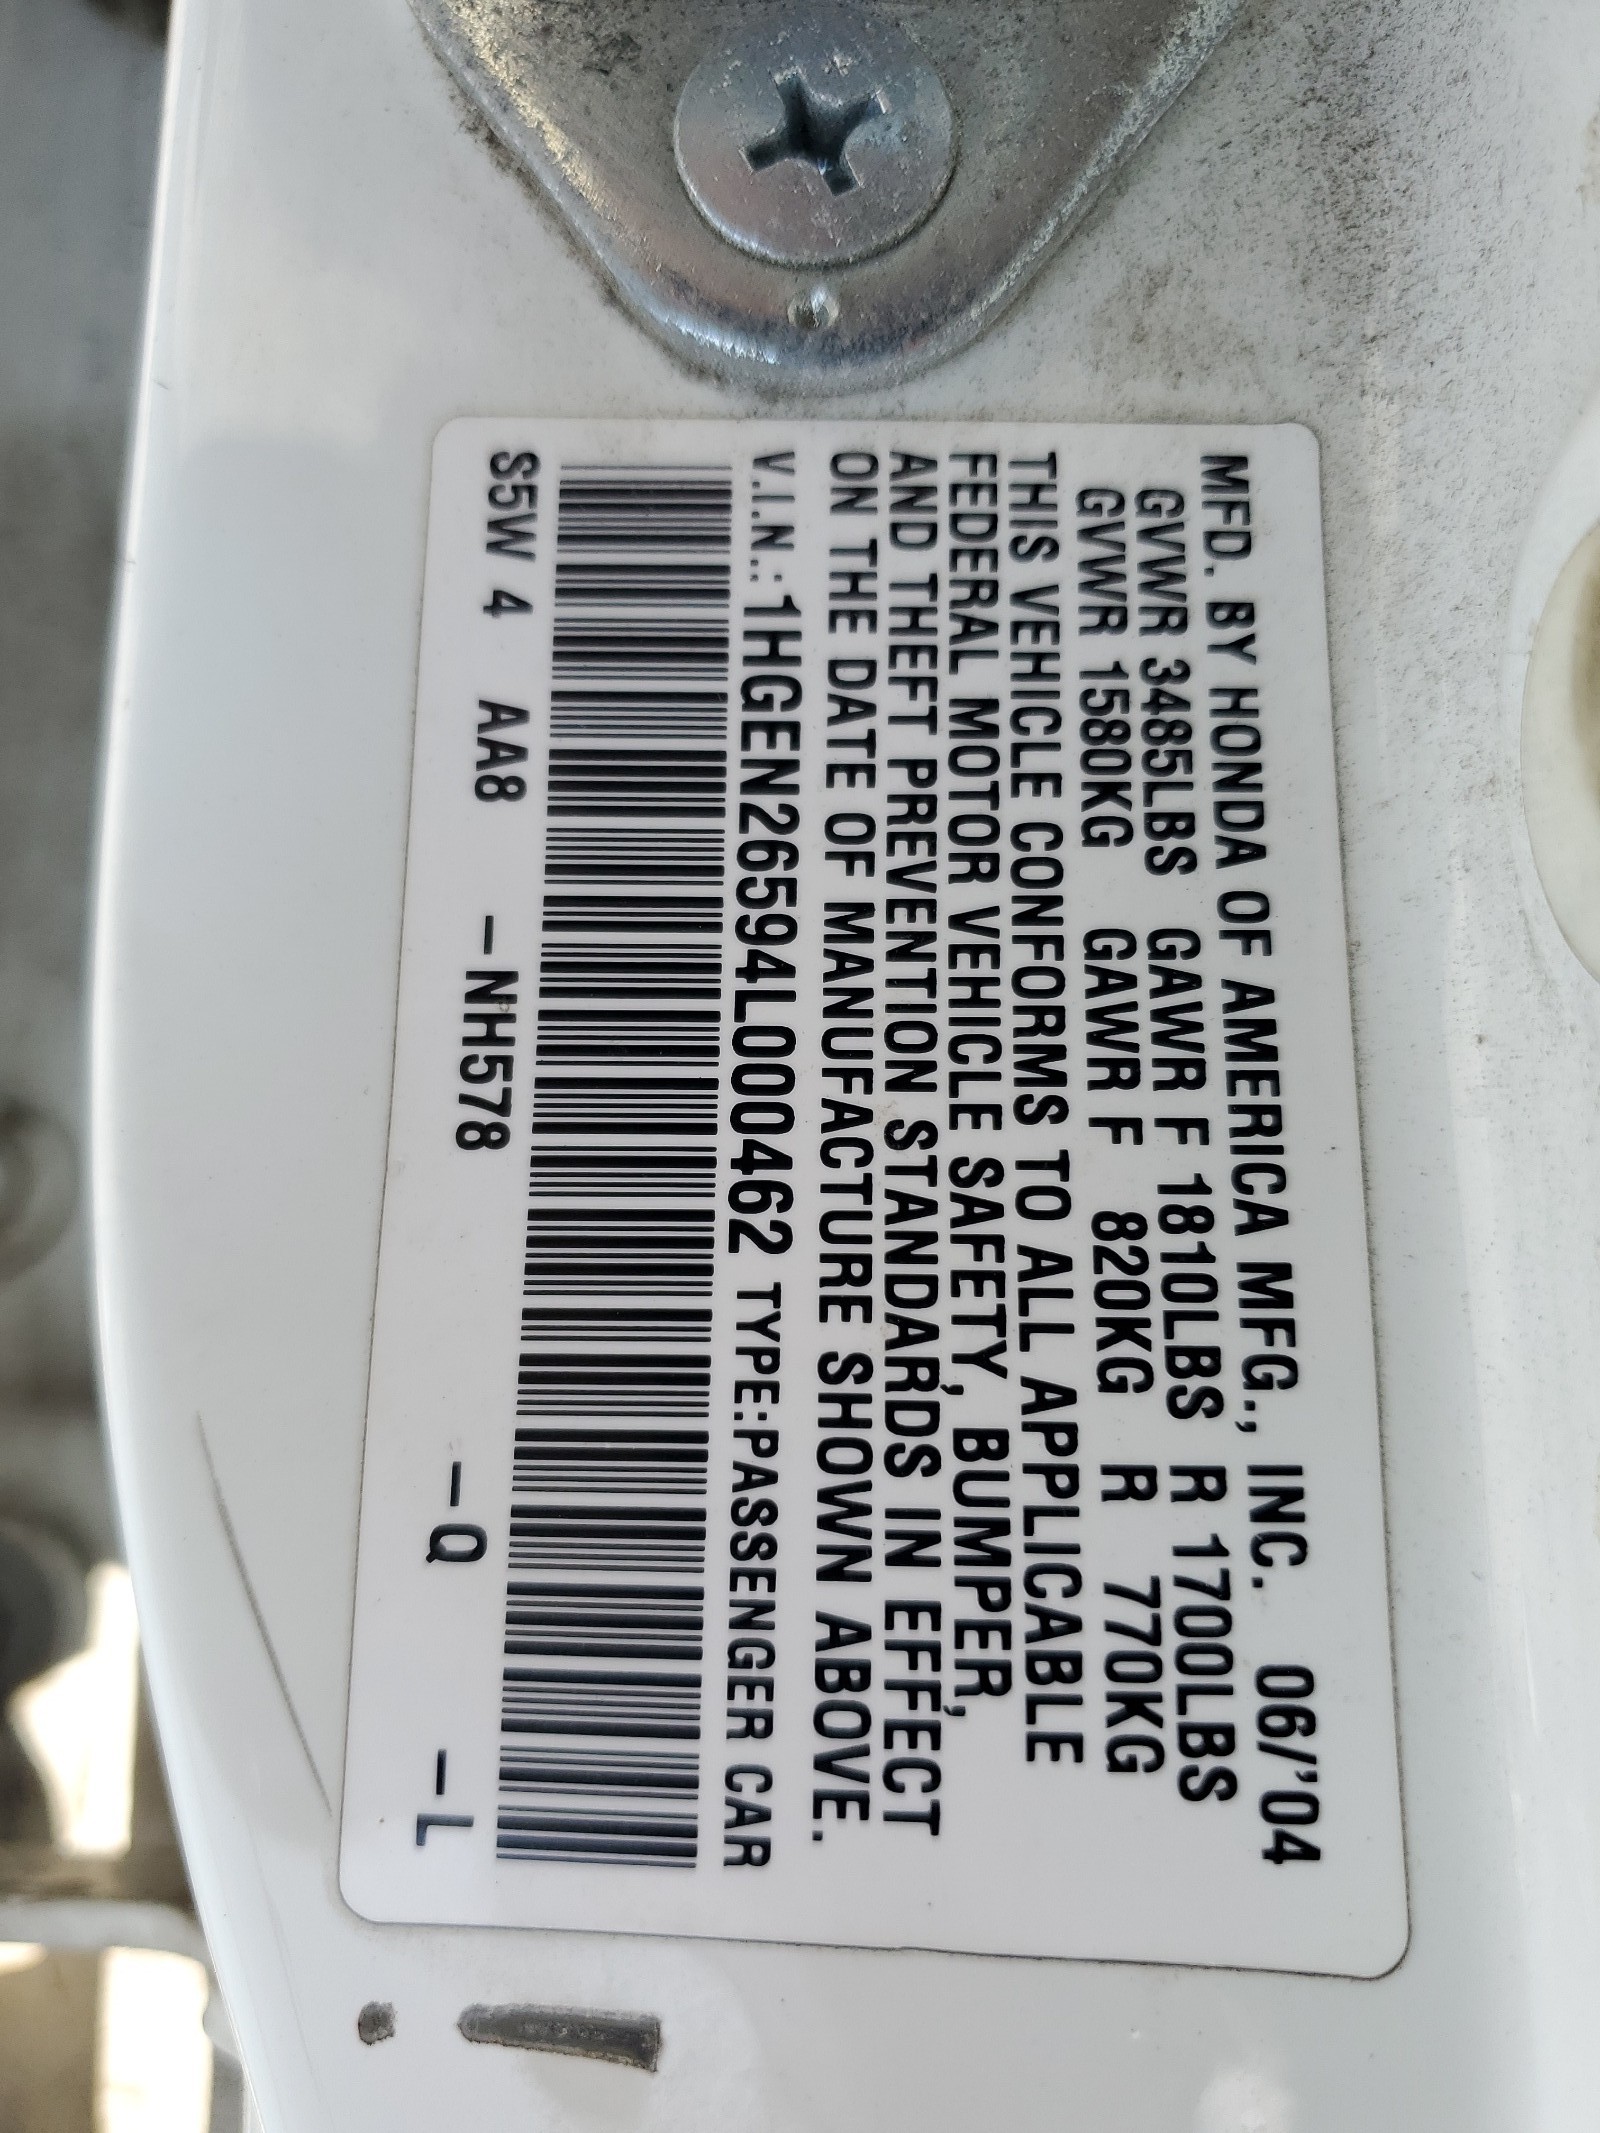 MFD. BY HONDA OF AMERICA MFG., INC. 06/'04
GVWR 3485LBS GAWR F 1810LBS R 1700LBS
GVWR 1580KG GAWR F 820KG R 770KG
THIS VEHICLE CONFORMS TO ALL APPLICABLE
FEDERAL MOTOR VEHICLE SAFETY, BUMPER,
AND THEFT PREVENTION STANDARDS IN EFFECT
ON THE DATE OF MANUFACTURE SHOWN ABOVE.
V.I.N.: 1HGEN26594L000462 TYPE:PASSENGER CAR
S5W 4 AA8 -NH578 -Q -L